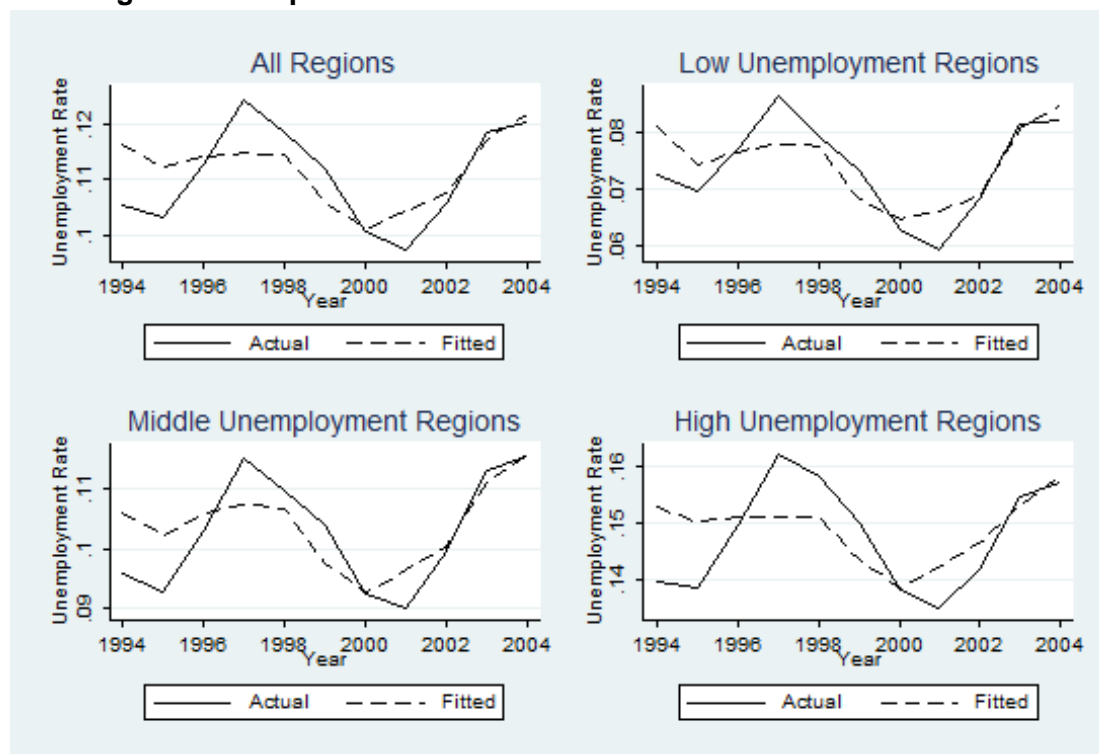 All Regions
Unemployment Rate
.12
.11
.1
1994 1996 1998 2000 2002 2004
Year
Actual Fitted
Low Unemployment Regions
Unemployment Rate
.08
.07
.06
1994 1996 1998 2000 2002 2004
Year
Actual Fitted
Middle Unemployment Regions
Unemployment Rate
.11
.1
.09
1994 1996 1998 2000 2002 2004
Year
Actual Fitted
High Unemployment Regions
Unemployment Rate
.16
.15
.14
1994 1996 1998 2000 2002 2004
Year
Actual Fitted